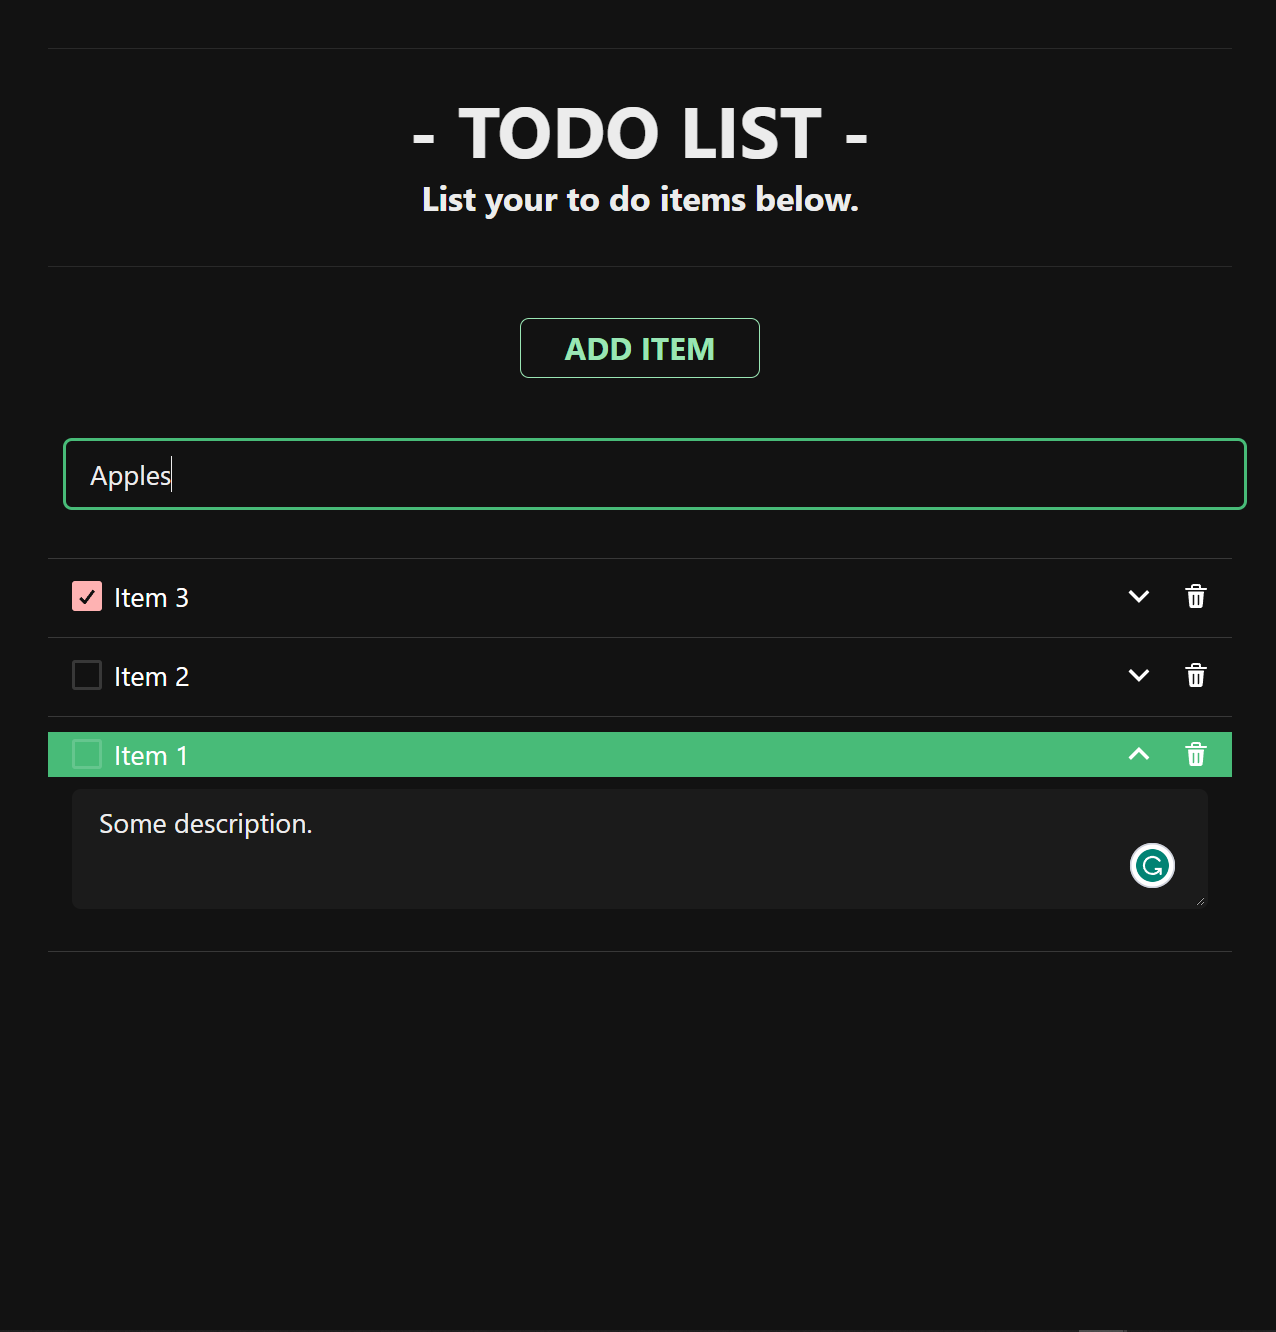 - TODO LIST -
List your to do items below.
ADD ITEM
Apples
Item 3
Item 2
Item 1
Some description.